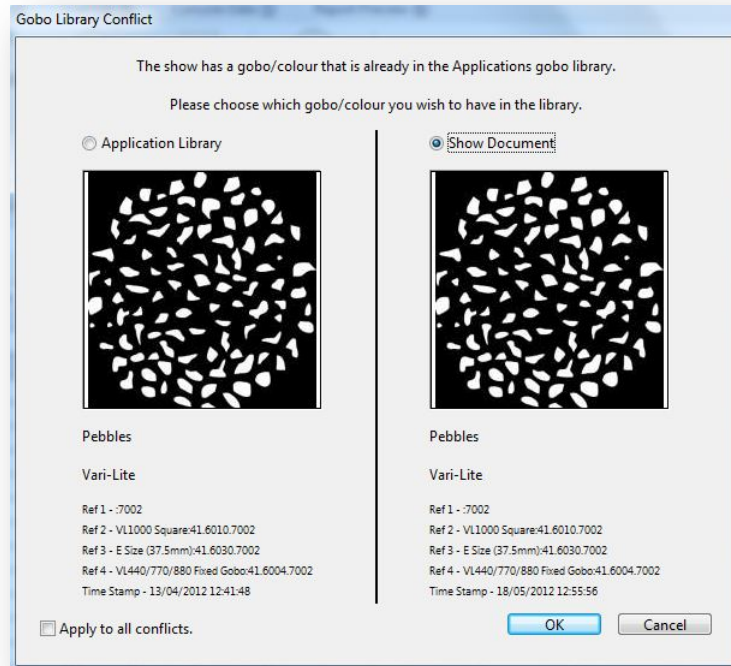 Gobo Library Conflict
The show has a gobo/colour that is already in the Applications gobo library.
Please choose which gobo/colour you wish to have in the library.
Application Library
Pebbles
Vari-Lite
Ref 1 - :7002
Ref 2 - VL1000 Square:41.6010.7002
Ref 3 - E Size (37.5mm):41.6030.7002
Ref 4 - VL440/770/880 Fixed Gobo:41.6004.7002
Time Stamp - 13/04/2012 12:41:48
Show Document
Pebbles
Vari-Lite
Ref 1 - :7002
Ref 2 - VL1000 Square:41.6010.7002
Ref 3 - E Size (37.5mm):41.6030.7002
Ref 4 - VL440/770/880 Fixed Gobo:41.6004.7002
Time Stamp - 18/05/2012 12:55:56
Apply to all conflicts.
OK
Cancel